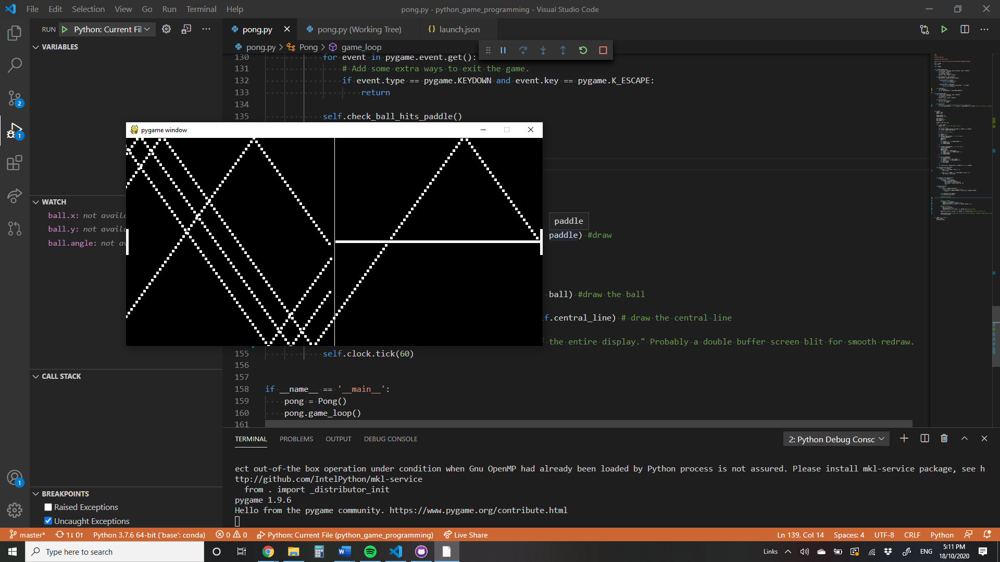 File Edit Selection View Go Run Terminal Help
pong.py - python_game_programming - Visual Studio Code
RUN Python: Current Fil
pong.py
pong.py (Working Tree)
launch.json
VARIABLES
pong.py > Pong > game_loop
130 for event in pygame.event.get():
131 # Add some extra ways to exit the game.
132 if event.type == pygame.KEYDOWN and event.key == pygame.K_ESCAPE:
133 return
134
135 self.check_ball_hits_paddle()
pygame window
WATCH
ball.x: not availa
ball.y: not availa
ball.angle: not av
paddle
paddle) #draw
ball) #draw the ball
f.central_line) # draw the central line
f the entire display." Probably a double buffer screen blit for smooth redraw.
155 self.clock.tick(60)
156
157
158 if __name__ == '__main__':
159 pong = Pong()
160 pong.game_loop()
161
CALL STACK
TERMINAL PROBLEMS OUTPUT DEBUG CONSOLE
2: Python Debug Consc
ect out-of-the box operation under condition when Gnu OpenMP had already been loaded by Python process is not assured. Please install mkl-service package, see h
ttp://github.com/IntelPython/mkl-service
from . import _distributor_init
pygame 1.9.6
Hello from the pygame community. https://www.pygame.org/contribute.html
BREAKPOINTS
Raised Exceptions
Uncaught Exceptions
2
1
1
master* 1↓ 0↑ Python 3.7.6 64-bit ('base': conda) 0 0 Python: Current File (python_game_programming) Live Share
Ln 139, Col 14 Spaces: 4 UTF-8 CRLF Python
Type here to search
Links
ENG
5:11 PM
18/10/2020